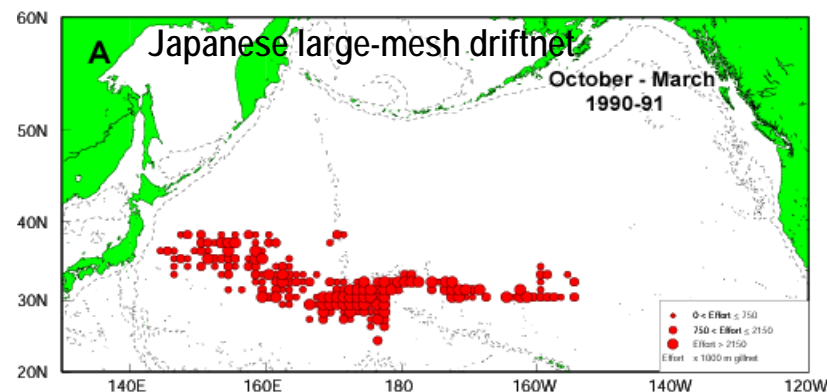 60N
A Japanese large-mesh driftnet
October - March
1990-91
50N
40N
30N
0 < Effort ≤ 750
750 < Effort ≤ 2150
Effort > 2150
Effort x 1000 m gillnet
20N
140E 160E 180 160W 140W 120W